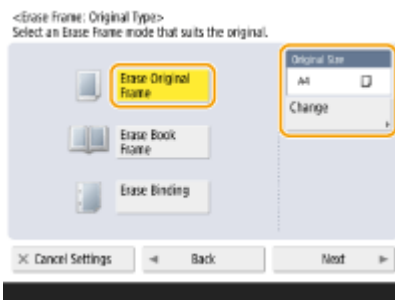 <Erase Frame: Original Type>
Select an Erase Frame mode that suits the original.
Original Size
A4
Change
Erase Original
Frame
Erase Book
Frame
Erase Binding
× Cancel Settings
Back
Next